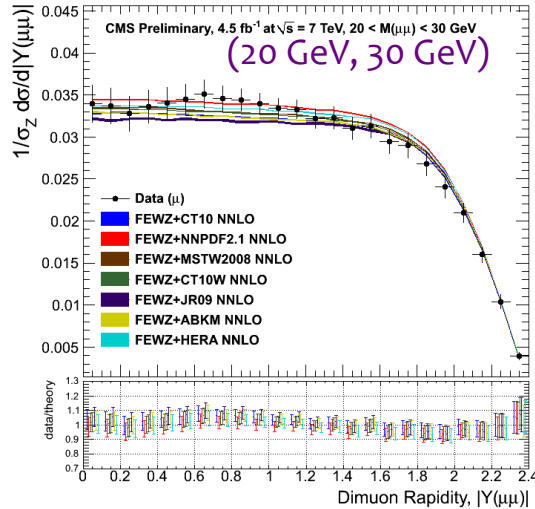 CMS Preliminary, 4.5 fb⁻¹ at √s = 7 TeV, 20 < M(μμ) < 30 GeV
(20 GeV, 30 GeV)
1/σ_Z dσ/d|Y(μμ)|
0.045
0.04
0.035
0.03
0.025
0.02
0.015
0.01
0.005
Data (μ)
FEWZ+CT10 NNLO
FEWZ+NNPDF2.1 NNLO
FEWZ+MSTW2008 NNLO
FEWZ+CT10W NNLO
FEWZ+JR09 NNLO
FEWZ+ABKM NNLO
FEWZ+HERA NNLO
data/theory
1.3
1.2
1.1
1
0.9
0.8
0.7
0 0.2 0.4 0.6 0.8 1 1.2 1.4 1.6 1.8 2 2.2 2.4
Dimuon Rapidity, |Y(μμ)|